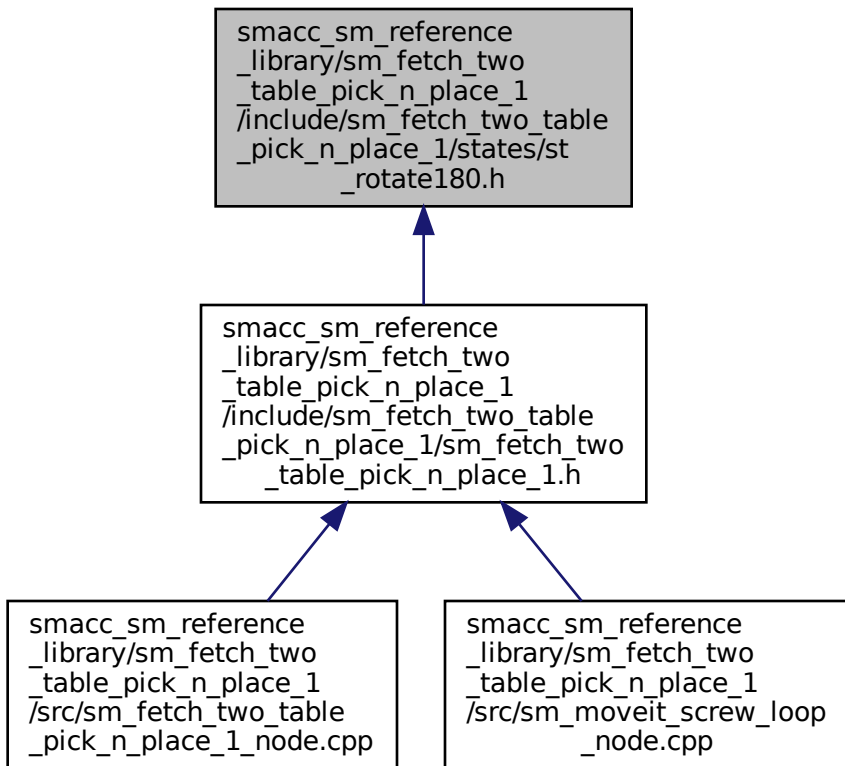 smacc_sm_reference
_library/sm_fetch_two
_table_pick_n_place_1
/include/sm_fetch_two_table
_pick_n_place_1/states/st
_rotate180.h
smacc_sm_reference
_library/sm_fetch_two
_table_pick_n_place_1
/include/sm_fetch_two_table
_pick_n_place_1/sm_fetch_two
_table_pick_n_place_1.h
smacc_sm_reference
_library/sm_fetch_two
_table_pick_n_place_1
/src/sm_fetch_two_table
_pick_n_place_1_node.cpp
smacc_sm_reference
_library/sm_fetch_two
_table_pick_n_place_1
/src/sm_moveit_screw_loop
_node.cpp